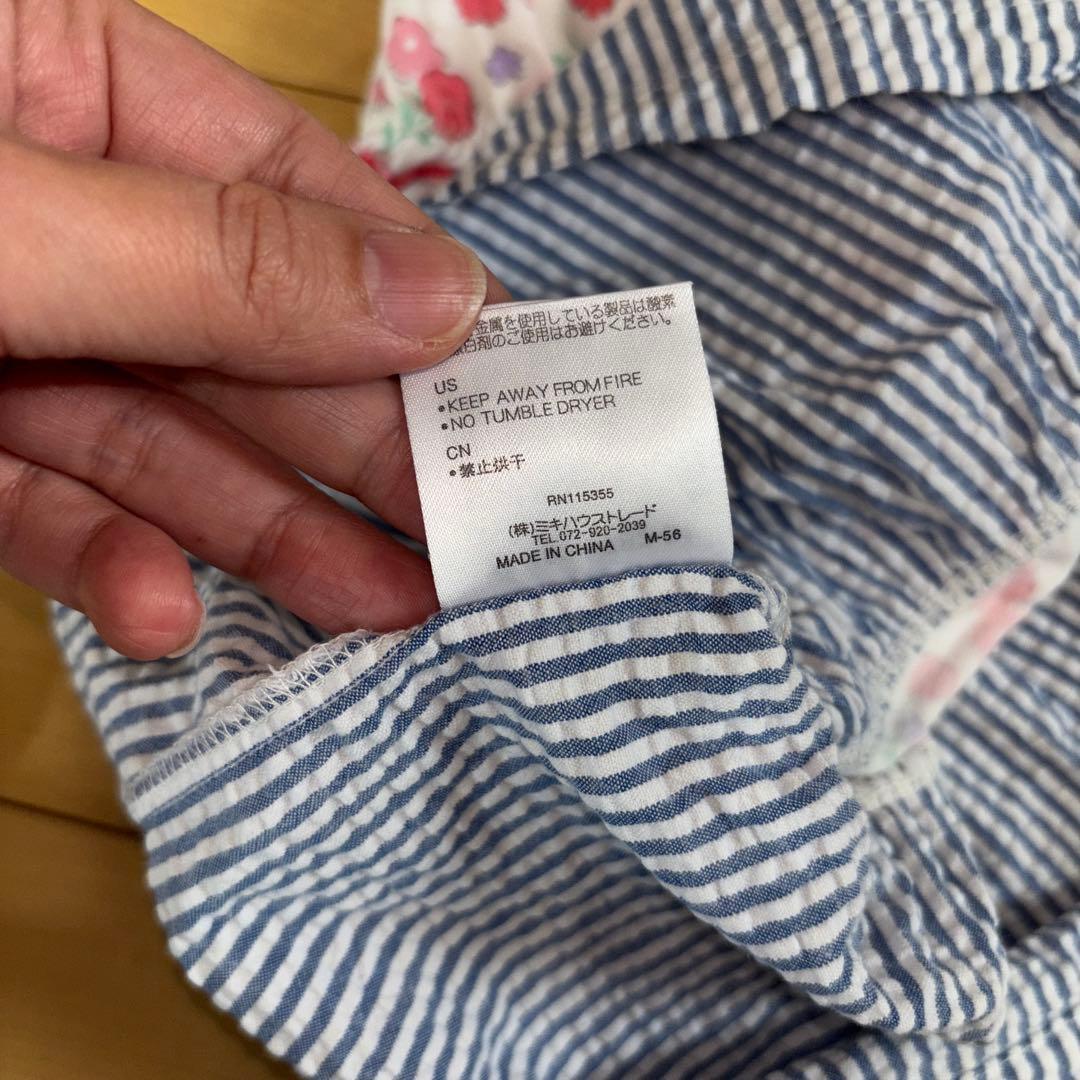 金属を使用している製品は酸素
漂白剤のご使用はお避けください。
US
•KEEP AWAY FROM FIRE
•NO TUMBLE DRYER
CN
•禁止烘干
RN115355
(株)ミキハウストレード
TEL.072-920-2039
MADE IN CHINA M-56